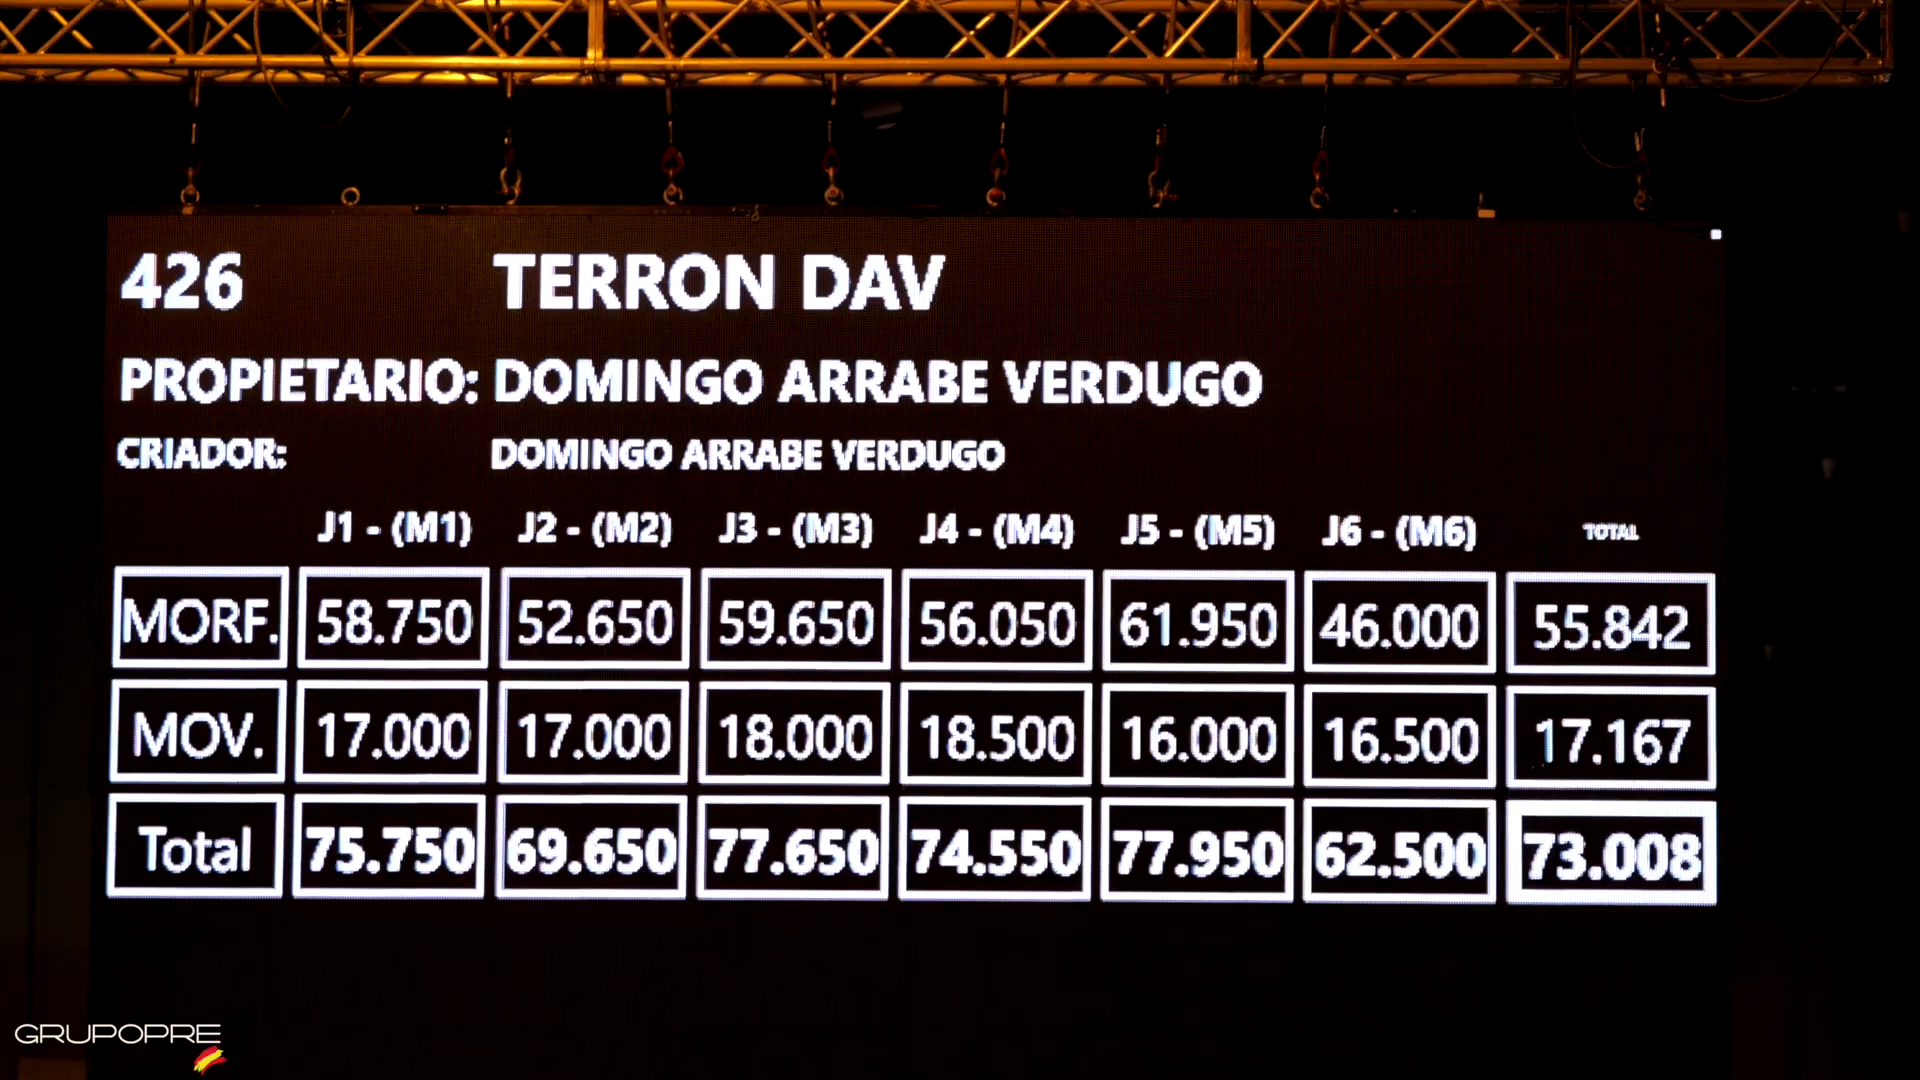 426 TERRON DAV
PROPIETARIO: DOMINGO ARRABE VERDUGO
CRIADOR: DOMINGO ARRABE VERDUGO
J1 - (M1) J2 - (M2) J3 - (M3) J4 - (M4) J5 - (M5) J6 - (M6) TOTAL
MORF. 58.750 52.650 59.650 56.050 61.950 46.000 55.842
MOV. 17.000 17.000 18.000 18.500 16.000 16.500 17.167
Total 75.750 69.650 77.650 74.550 77.950 62.500 73.008
GRUPOPRE